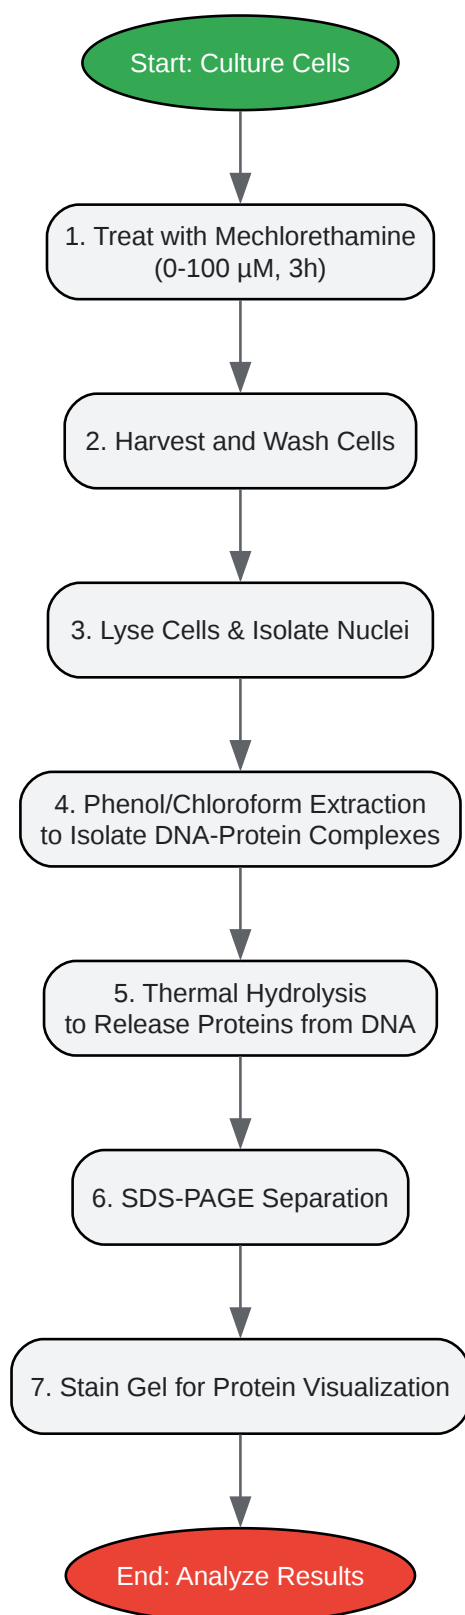 Start: Culture Cells
1. Treat with Mechlorethamine
(0-100 µM, 3h)
2. Harvest and Wash Cells
3. Lyse Cells & Isolate Nuclei
4. Phenol/Chloroform Extraction
to Isolate DNA-Protein Complexes
5. Thermal Hydrolysis
to Release Proteins from DNA
6. SDS-PAGE Separation
7. Stain Gel for Protein Visualization
End: Analyze Results